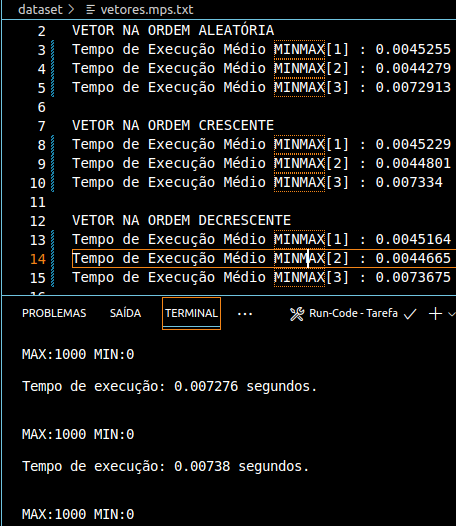 dataset > vetores.mps.txt
2 VETOR NA ORDEM ALEATÓRIA
3 Tempo de Execução Médio MINMAX[1] : 0.0045255
4 Tempo de Execução Médio MINMAX[2] : 0.0044279
5 Tempo de Execução Médio MINMAX[3] : 0.0072913
6
7 VETOR NA ORDEM CRESCENTE
8 Tempo de Execução Médio MINMAX[1] : 0.0045229
9 Tempo de Execução Médio MINMAX[2] : 0.0044801
10 Tempo de Execução Médio MINMAX[3] : 0.007334
11
12 VETOR NA ORDEM DECRESCENTE
13 Tempo de Execução Médio MINMAX[1] : 0.0045164
14 Tempo de Execução Médio MINMAX[2] : 0.0044665
15 Tempo de Execução Médio MINMAX[3] : 0.0073675
PROBLEMAS SAÍDA TERMINAL ··· Run-Code - Tarefa
MAX:1000 MIN:0
Tempo de execução: 0.007276 segundos.
MAX:1000 MIN:0
Tempo de execução: 0.00738 segundos.
MAX:1000 MIN:0